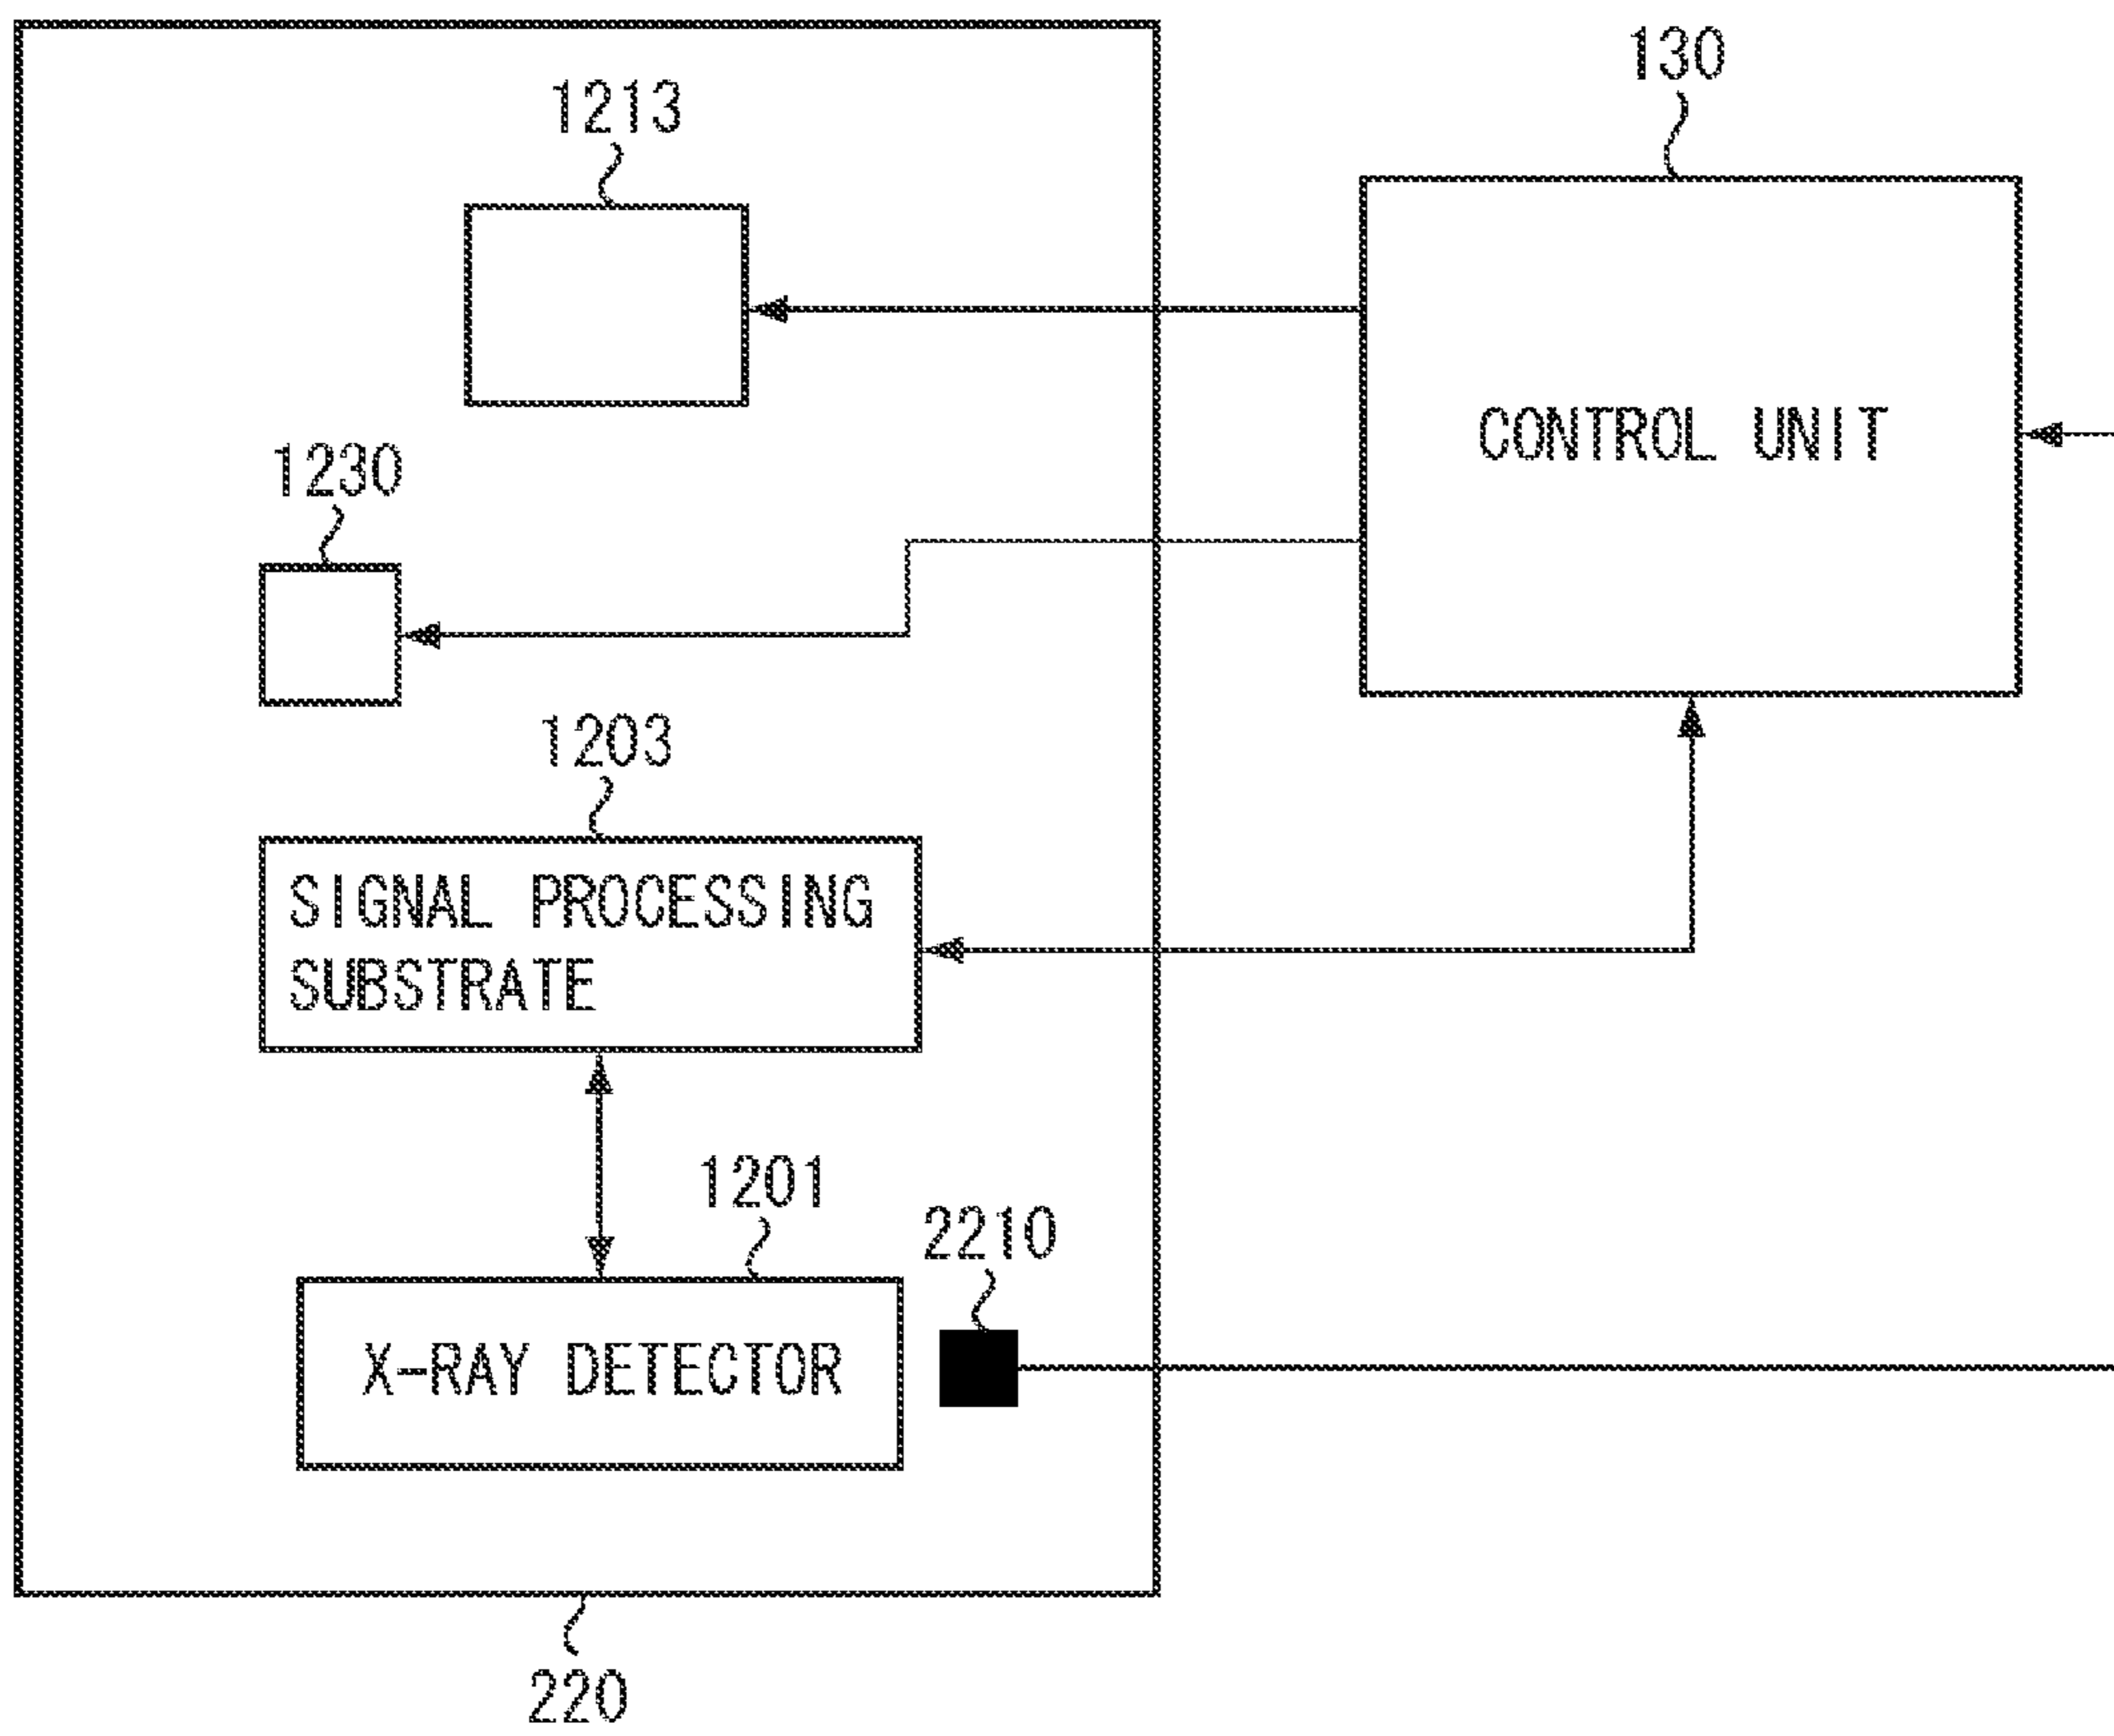 130
1213
CONTROL UNIT
1230
1203
SIGNAL PROCESSING
SUBSTRATE
1201
2210
X-RAY DETECTOR
220